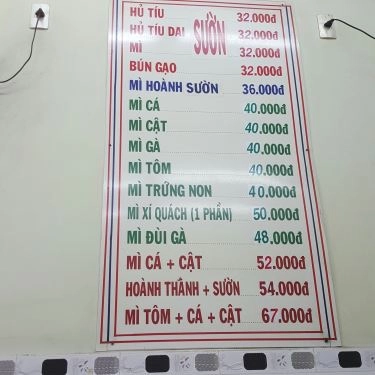 HỦ TÍU 32.000đ
HỦ TÍU DAI SƯỜN 32.000đ
MÌ 32.000đ
BÚN GẠO 32.000đ
MÌ HOÀNH SƯỜN 36.000đ
MÌ CÁ 40.000đ
MÌ CẬT 40.000đ
MÌ GÀ 40.000đ
MÌ TÔM 40.000đ
MÌ TRỨNG NON 40.000đ
MÌ XÍ QUÁCH (1 PHẦN) 50.000đ
MÌ ĐÙI GÀ 48.000đ
MÌ CÁ + CẬT 52.000đ
HOÀNH THÁNH + SƯỜN 54.000đ
MÌ TÔM + CÁ + CẬT 67.000đ